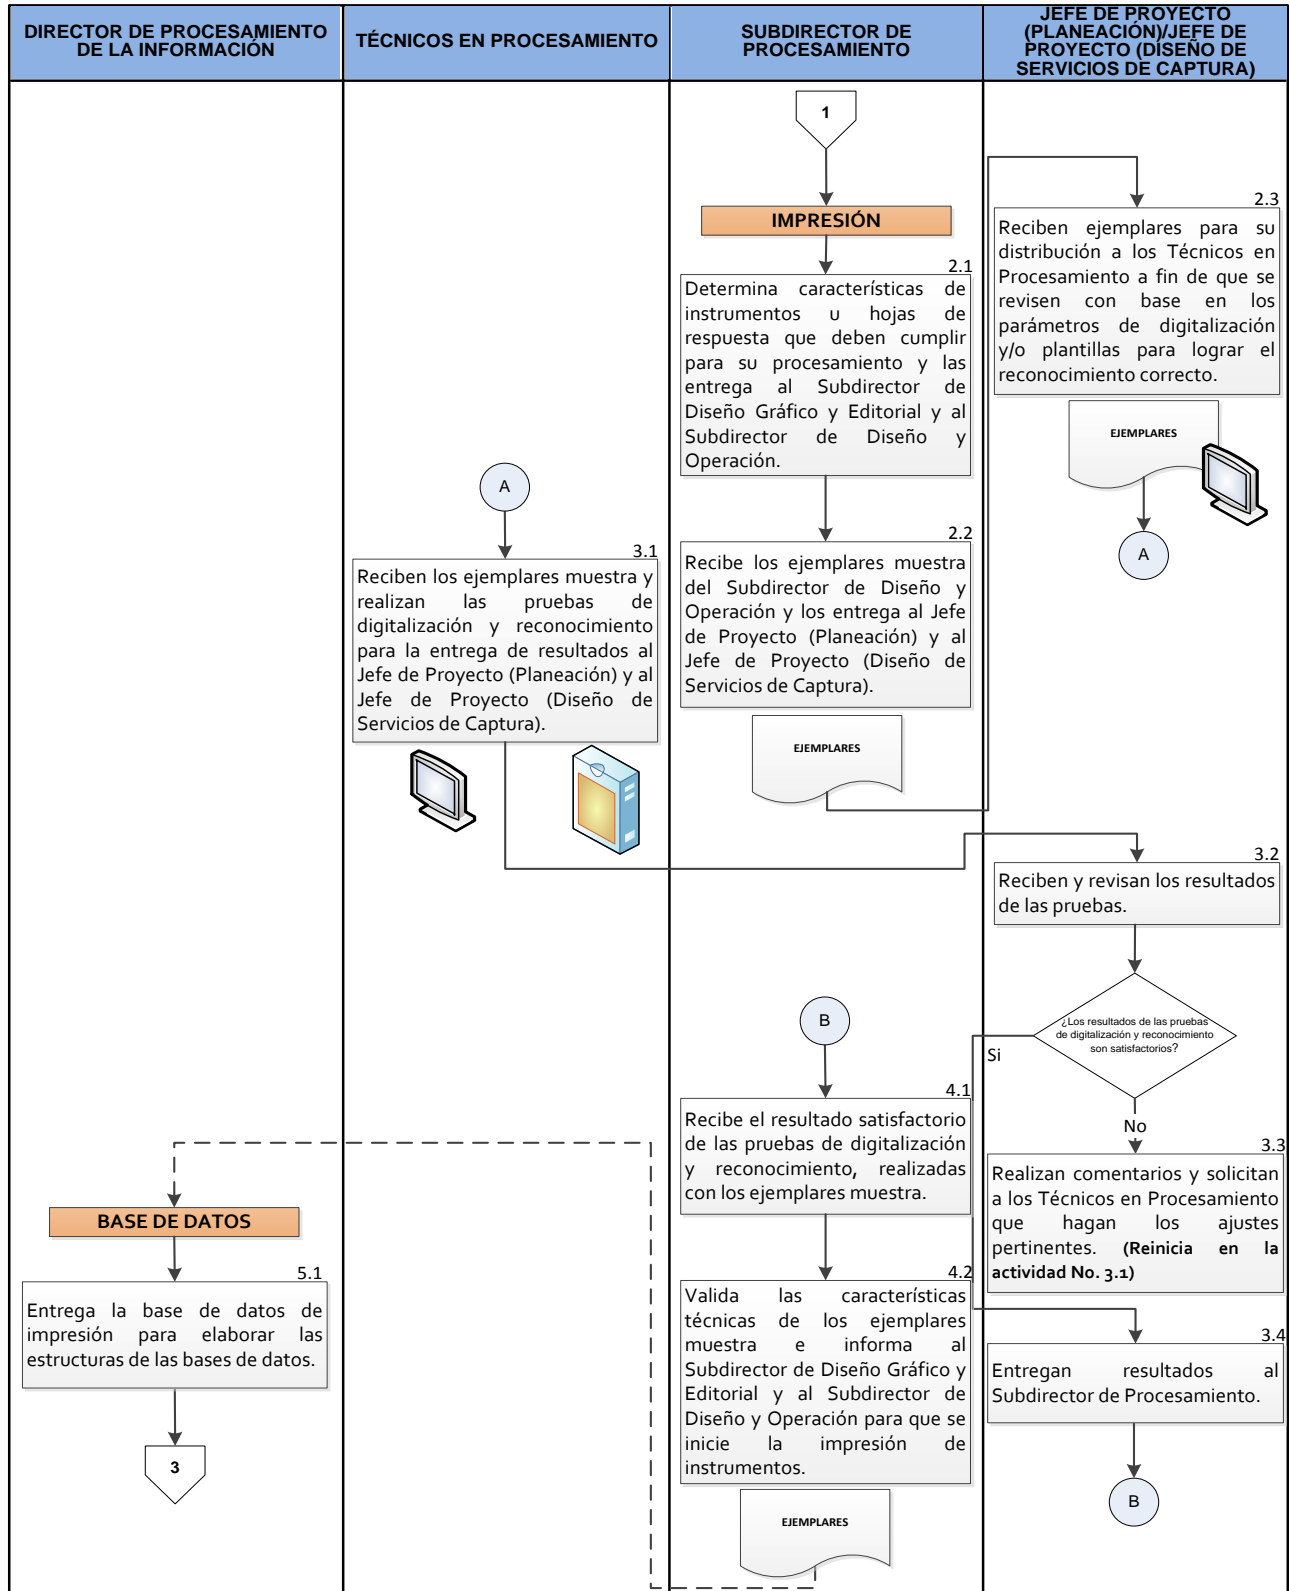 DIRECTOR DE PROCESAMIENTO
DE LA INFORMACIÓN
TÉCNICOS EN PROCESAMIENTO
SUBDIRECTOR DE
PROCESAMIENTO
JEFE DE PROYECTO
(PLANEACIÓN)/JEFE DE
PROYECTO (DISEÑO DE
SERVICIOS DE CAPTURA)
1
IMPRESIÓN
2.1
Determina características de
instrumentos u hojas de
respuesta que deben cumplir
para su procesamiento y las
entrega al Subdirector de
Diseño Gráfico y Editorial y al
Subdirector de Diseño y
Operación.
2.2
Recibe los ejemplares muestra
del Subdirector de Diseño y
Operación y los entrega al Jefe
de Proyecto (Planeación) y al
Jefe de Proyecto (Diseño de
Servicios de Captura).
EJEMPLARES
2.3
Reciben ejemplares para su
distribución a los Técnicos en
Procesamiento a fin de que se
revisen con base en los
parámetros de digitalización
y/o plantillas para lograr el
reconocimiento correcto.
EJEMPLARES
A
A
3.1
Reciben los ejemplares muestra y
realizan las pruebas de
digitalización y reconocimiento
para la entrega de resultados al
Jefe de Proyecto (Planeación) y al
Jefe de Proyecto (Diseño de
Servicios de Captura).
3.2
Reciben y revisan los resultados
de las pruebas.
¿Los resultados de las pruebas
de digitalización y reconocimiento
son satisfactorios?
Si
No
3.3
Realizan comentarios y solicitan
a los Técnicos en Procesamiento
que hagan los ajustes
pertinentes. (Reinicia en la
actividad No. 3.1)
3.4
Entregan resultados al
Subdirector de Procesamiento.
B
B
4.1
Recibe el resultado satisfactorio
de las pruebas de digitalización
y reconocimiento, realizadas
con los ejemplares muestra.
4.2
Valida las características
técnicas de los ejemplares
muestra e informa al
Subdirector de Diseño Gráfico y
Editorial y al Subdirector de
Diseño y Operación para que se
inicie la impresión de
instrumentos.
EJEMPLARES
BASE DE DATOS
5.1
Entrega la base de datos de
impresión para elaborar las
estructuras de las bases de datos.
3